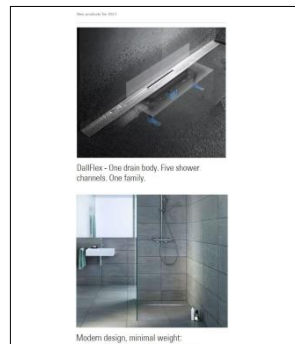 New products for 2017
DallFlex - One drain body. Five shower
channels. One family.
Modern design, minimal weight: